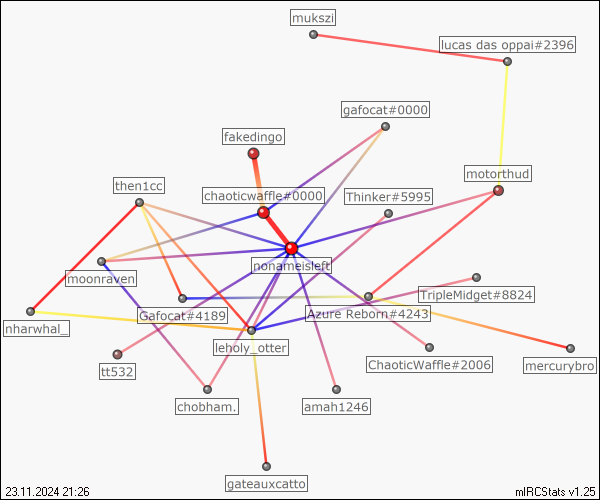 mukszi
lucas das oppai#2396
gafocat#0000
fakedingo
motorthud
then1cc
chaoticwaffle#0000
Thinker#5995
nonameisleft
moonraven
TripleMidget#8824
Gafocat#4189
Azure Reborn#4243
nharwhal_
leholy_otter
ChaoticWaffle#2006
mercurybro
tt532
chobham.
amah1246
gateauxcatto
23.11.2024 21:26
mIRCStats v1.25